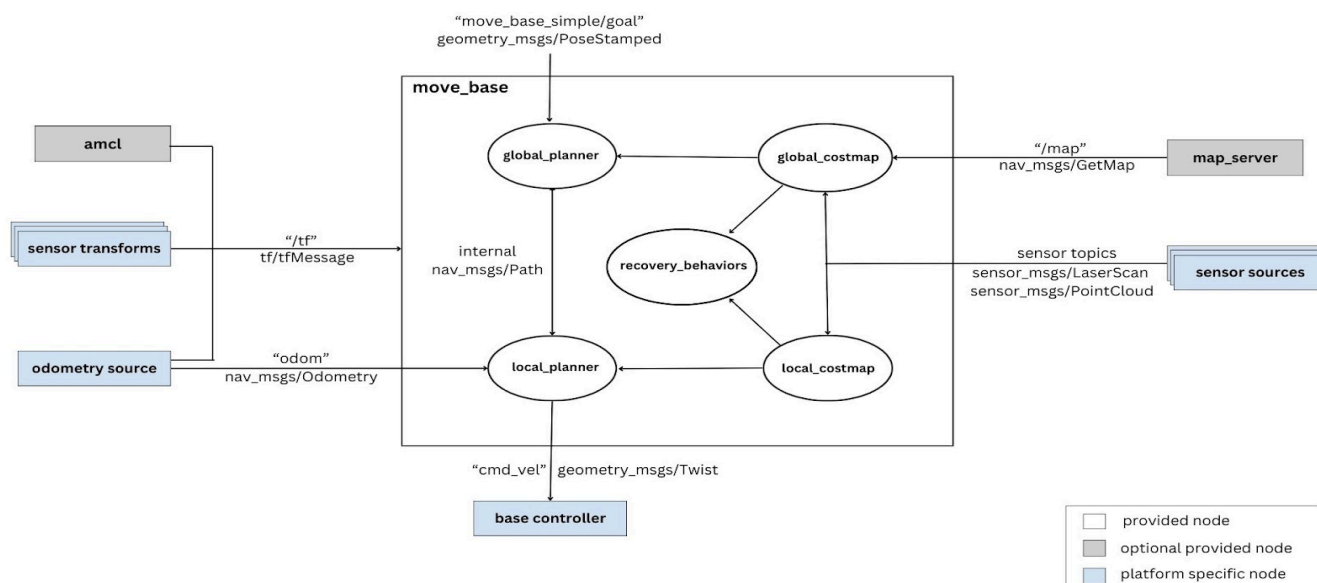 “move_base_simple/goal”
geometry_msgs/PoseStamped
move_base
amcl
global_planner
global_costmap
“/map”
nav_msgs/GetMap
map_server
sensor transforms
“/tf”
tf/tfMessage
internal
nav_msgs/Path
recovery_behaviors
sensor topics
sensor_msgs/LaserScan
sensor_msgs/PointCloud
sensor sources
odometry source
“odom”
nav_msgs/Odometry
local_planner
local_costmap
“cmd_vel” geometry_msgs/Twist
base controller
provided node
optional provided node
platform specific node